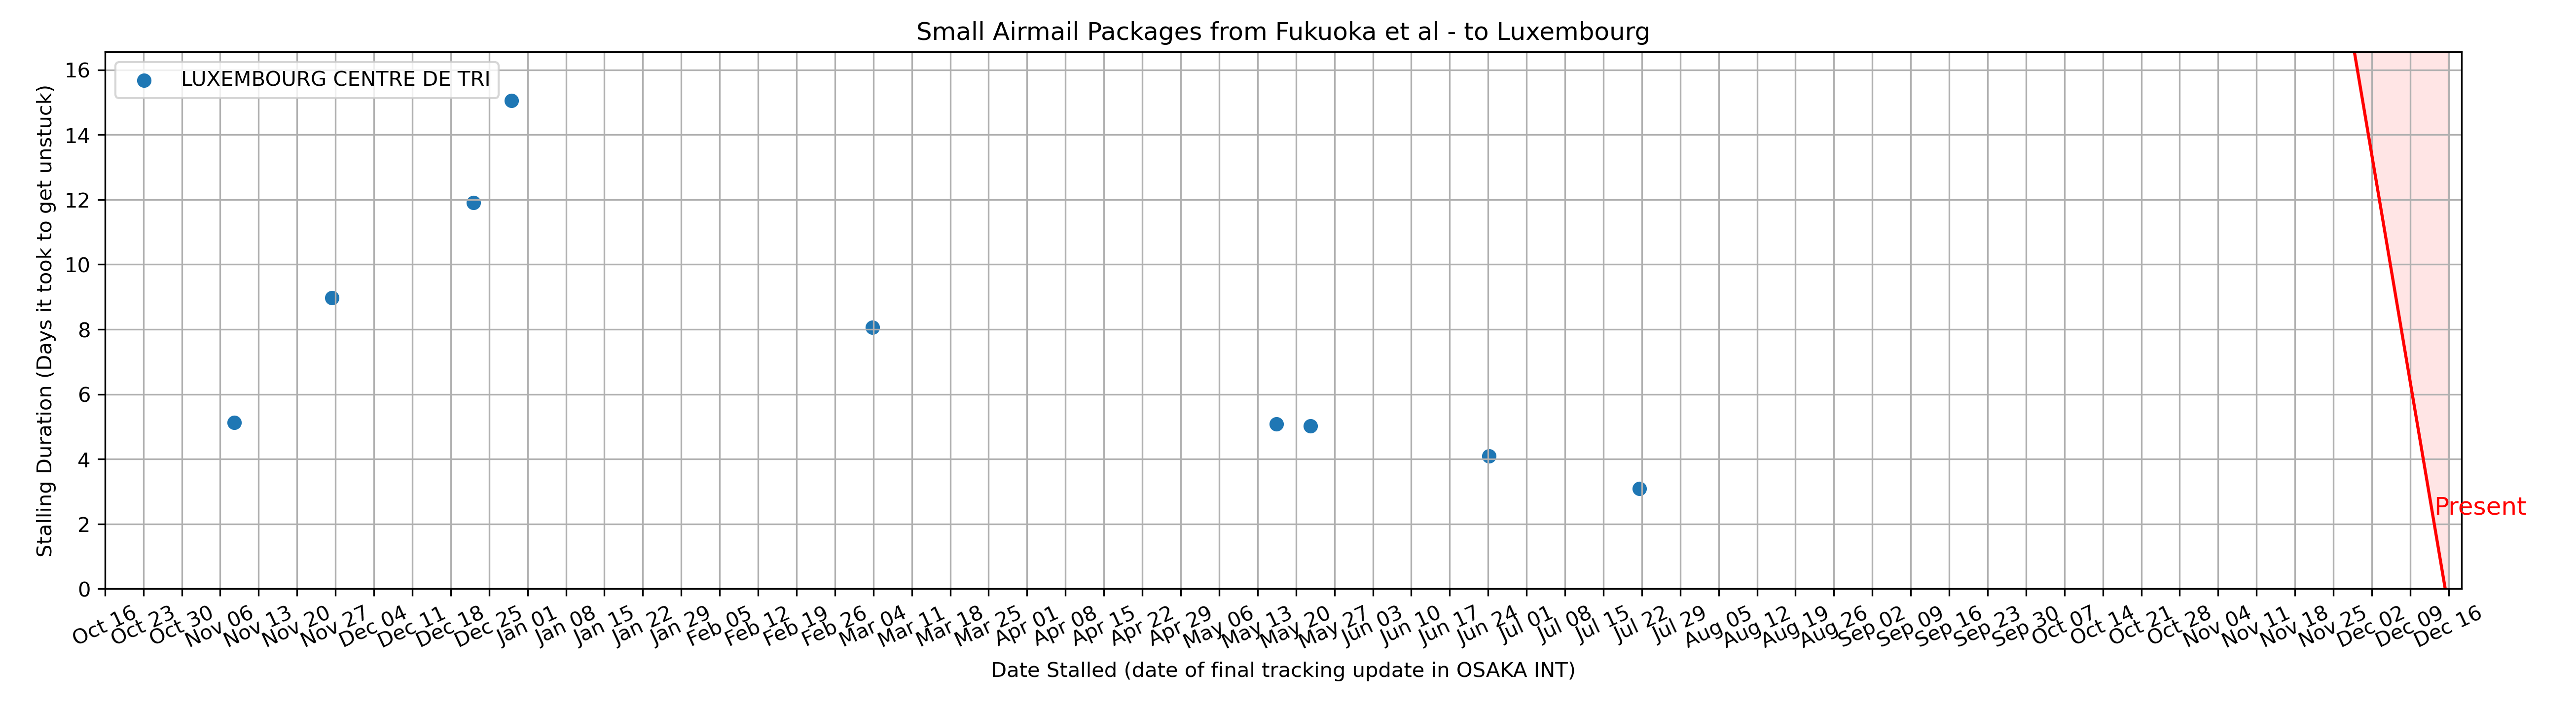 Small Airmail Packages from Fukuoka et al - to Luxembourg
LUXEMBOURG CENTRE DE TRI
Stalling Duration (Days it took to get unstuck)
16
14
12
10
8
6
4
2
0
Present
Oct 16 Oct 23 Oct 30 Nov 06 Nov 13 Nov 20 Nov 27 Dec 04 Dec 11 Dec 18 Dec 25 Jan 01 Jan 08 Jan 15 Jan 22 Jan 29 Feb 05 Feb 12 Feb 19 Feb 26 Mar 04 Mar 11 Mar 18 Mar 25 Apr 01 Apr 08 Apr 15 Apr 22 Apr 29 May 06 May 13 May 20 May 27 Jun 03 Jun 10 Jun 17 Jun 24 Jul 01 Jul 08 Jul 15 Jul 22 Jul 29 Aug 05 Aug 12 Aug 19 Aug 26 Sep 02 Sep 09 Sep 16 Sep 23 Sep 30 Oct 07 Oct 14 Oct 21 Oct 28 Nov 04 Nov 11 Nov 18 Nov 25 Dec 02 Dec 09 Dec 16
Date Stalled (date of final tracking update in OSAKA INT)